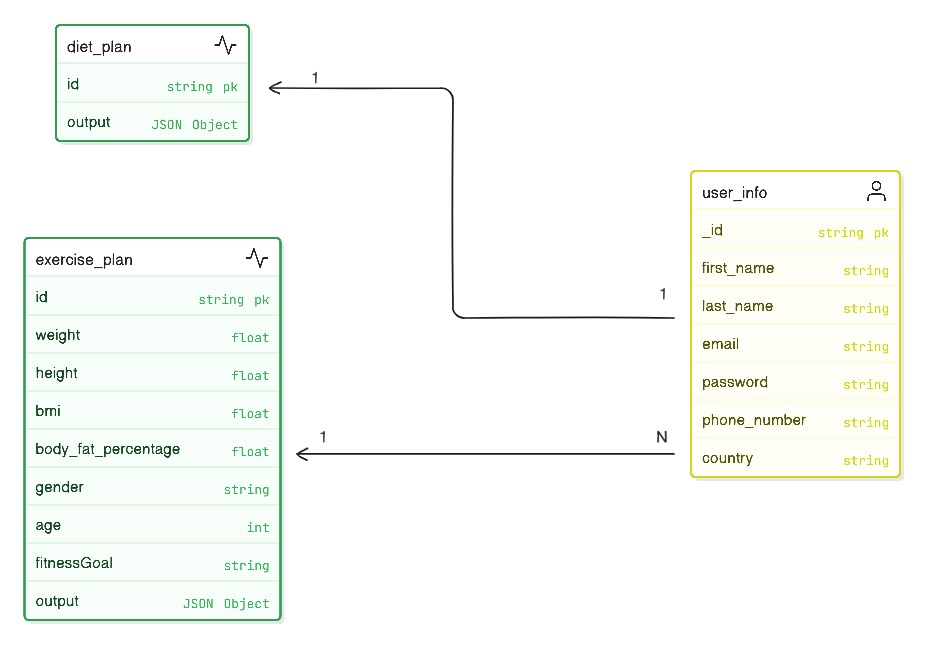 diet_plan
id string pk
output JSON Object
1
user_info
_id string pk
first_name string
last_name string
email string
password string
phone_number string
country string
1
exercise_plan
id string pk
weight float
height float
bmi float
body_fat_percentage float
gender string
age int
fitnessGoal string
output JSON Object
1
N